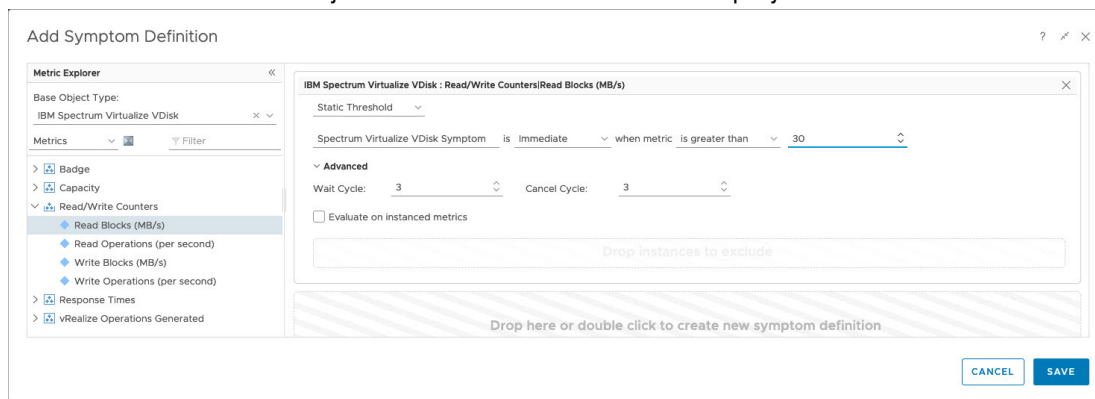 Add Symptom Definition
?
Metric Explorer
«
Base Object Type:
IBM Spectrum Virtualize VDisk
Metrics
Filter
Badge
Capacity
Read/Write Counters
Read Blocks (MB/s)
Read Operations (per second)
Write Blocks (MB/s)
Write Operations (per second)
Response Times
vRealize Operations Generated
IBM Spectrum Virtualize VDisk : Read/Write Counters|Read Blocks (MB/s)
Static Threshold
Spectrum Virtualize VDisk Symptom is Immediate when metric is greater than 30
Advanced
Wait Cycle: 3 Cancel Cycle: 3
Evaluate on instanced metrics
Drop instances to exclude
Drop here or double click to create new symptom definition
CANCEL SAVE